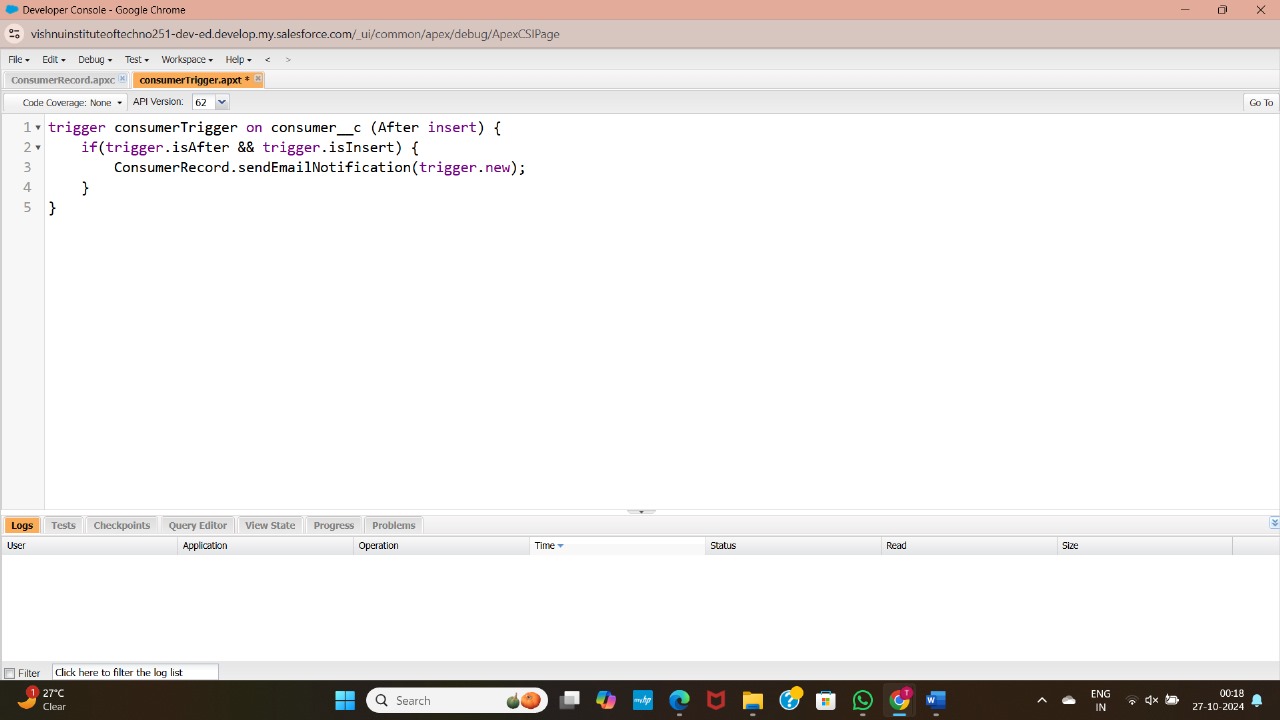 Developer Console - Google Chrome
vishnuinstituteoftechno251-dev-ed.develop.my.salesforce.com/_ui/common/apex/debug/ApexCSIPage
File Edit Debug Test Workspace Help < >
ConsumerRecord.apxc consumerTrigger.apxt *
Code Coverage: None API Version: 62 Go To
1 trigger consumerTrigger on consumer__c (After insert) {
2 if(trigger.isAfter && trigger.isInsert) {
3 ConsumerRecord.sendEmailNotification(trigger.new);
4 }
5 }
Logs Tests Checkpoints Query Editor View State Progress Problems
User Application Operation Time Status Read Size
Filter Click here to filter the log list
1 27°C Search ENG 00:18
Clear IN 27-10-2024